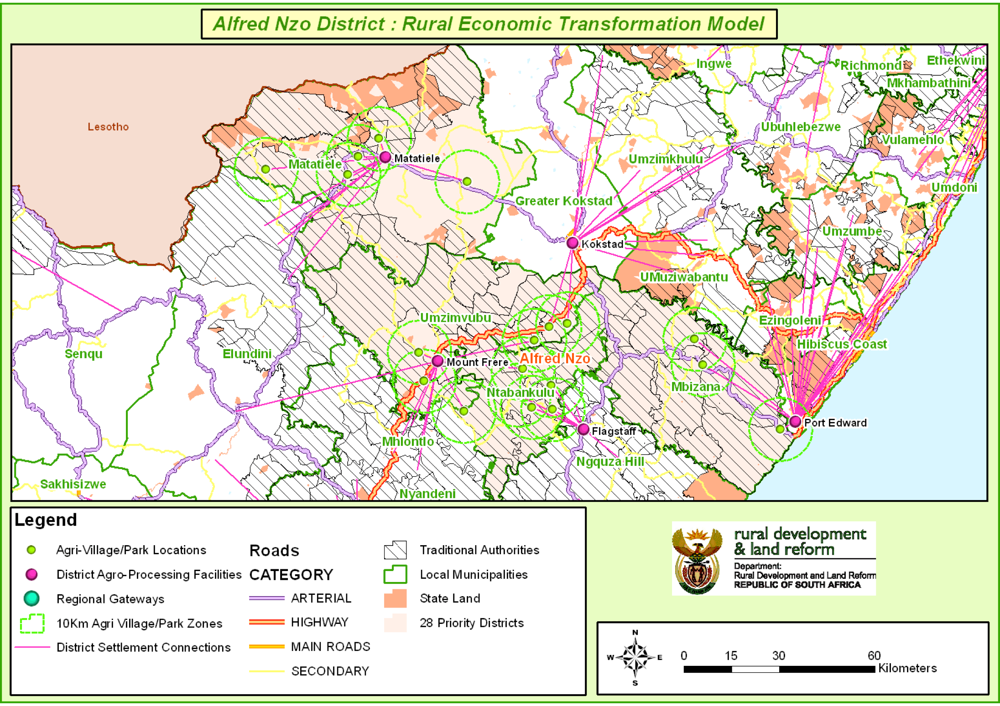 Alfred Nzo District : Rural Economic Transformation Model
Ingwe
Richmond
Ethekwini
Mkhambathini
Lesotho
Ubuhlebezwe
Vulamehlo
Matatiele
Matatiele
Umzimkhulu
Umdoni
Greater Kokstad
Umzumbe
Kokstad
UMuziwabantu
Umzimvubu
Ezingoleni
Hibiscus Coast
Senqu
Elundini
Mount Frere
Alfred Nzo
Mbizana
Ntabankulu
Port Edward
Flagstaff
Mhlontlo
Ngquza Hill
Sakhisizwe
Nyandeni
Legend
Agri-Village/Park Locations
District Agro-Processing Facilities
Regional Gateways
10Km Agri Village/Park Zones
District Settlement Connections
Roads
CATEGORY
ARTERIAL
HIGHWAY
MAIN ROADS
SECONDARY
Traditional Authorities
Local Municipalities
State Land
28 Priority Districts
rural development
& land reform
Department:
Rural Development and Land Reform
REPUBLIC OF SOUTH AFRICA
N
W
E
S
0 15 30 60
Kilometers